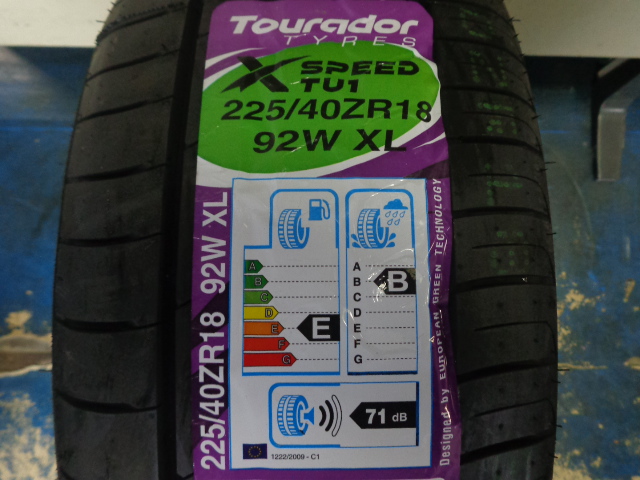 Tourador
TYRES
X SPEED
TU1
225/40ZR18
92W XL
225/40ZR18 92W XL
A
B
C
D
E
F
G
E
A
B
C
D
E
F
G
B
71 dB
1222/2009 - C1
Designed by EUROPEAN GREEN TECHNOLOGY